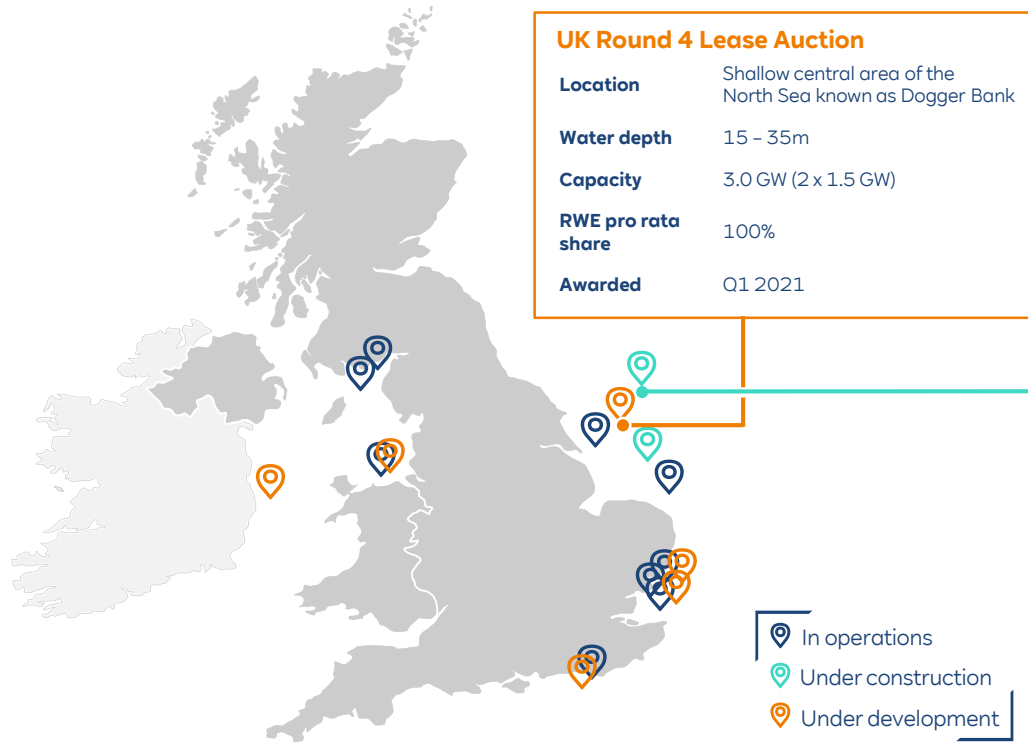 UK Round 4 Lease Auction
Location
Shallow central area of the
North Sea known as Dogger Bank
Water depth
15 – 35m
Capacity
3.0 GW (2 x 1.5 GW)
RWE pro rata
share
100%
Awarded
Q1 2021
In operations
Under construction
Under development